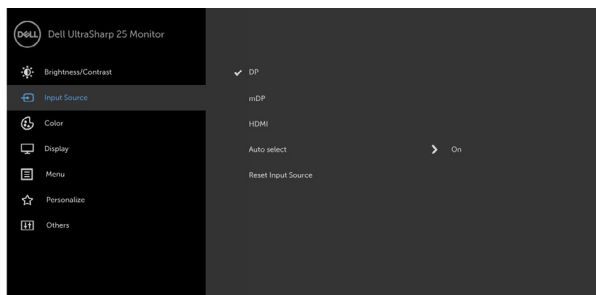 DELL Dell UltraSharp 25 Monitor
Brightness/Contrast
Input Source
Color
Display
Menu
Personalize
Others
DP
mDP
HDMI
Auto select On
Reset Input Source